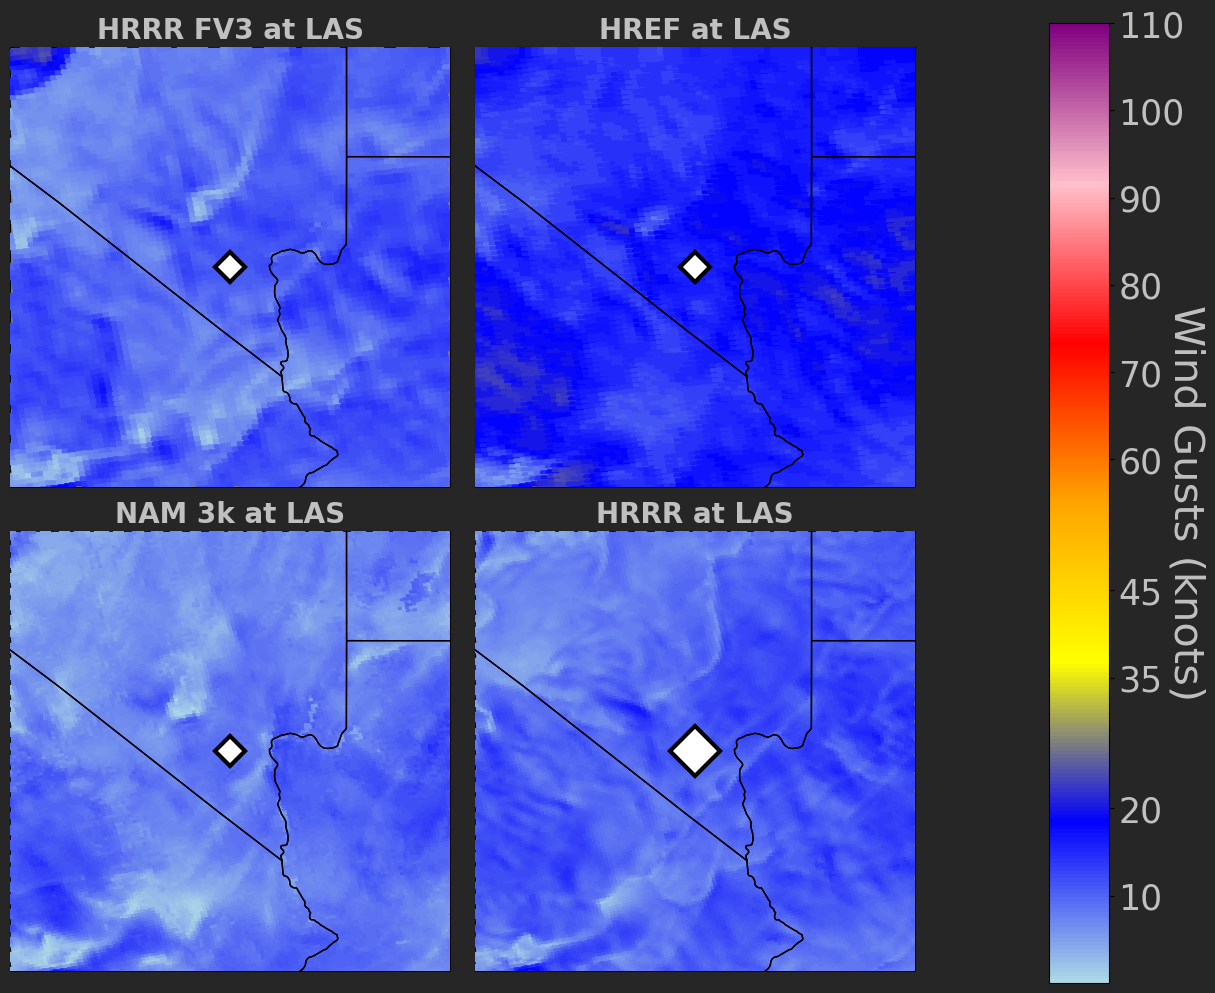 HRRR FV3 at LAS
HREF at LAS
NAM 3k at LAS
HRRR at LAS
110
100
90
80
70
60
45
35
20
10
Wind Gusts (knots)